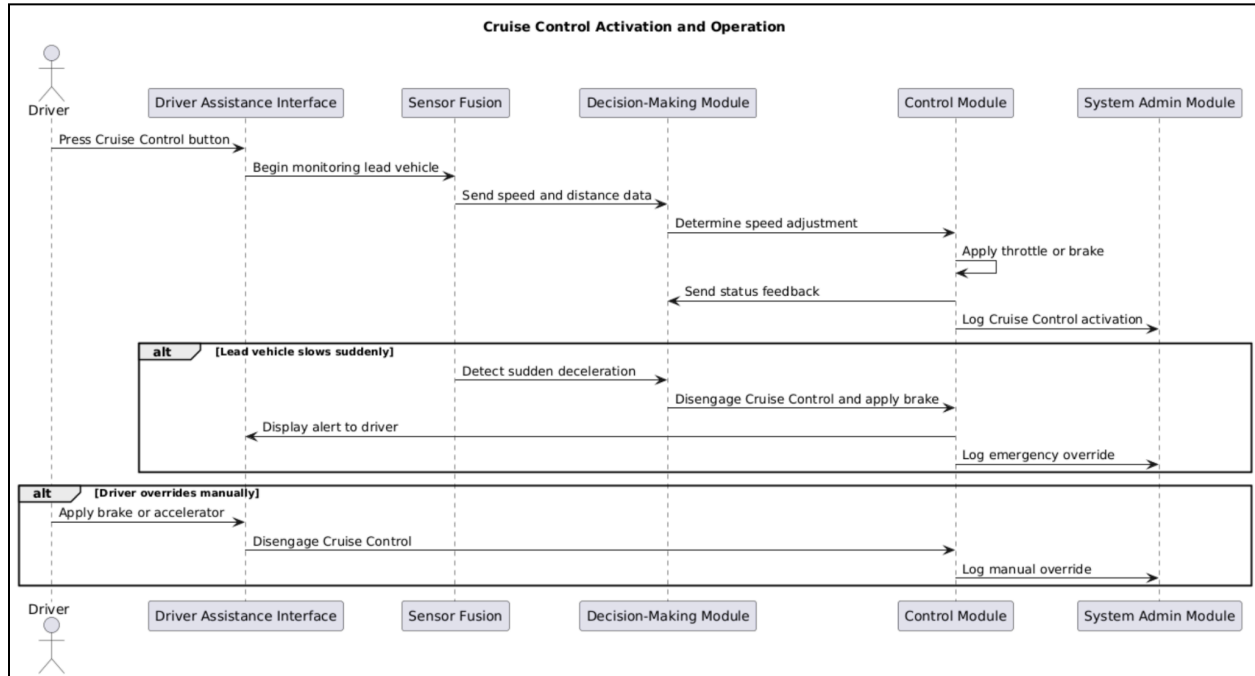 Cruise Control Activation and Operation
Driver
Driver Assistance Interface
Sensor Fusion
Decision-Making Module
Control Module
System Admin Module
Press Cruise Control button
Begin monitoring lead vehicle
Send speed and distance data
Determine speed adjustment
Apply throttle or brake
Send status feedback
Log Cruise Control activation
alt [Lead vehicle slows suddenly]
Detect sudden deceleration
Disengage Cruise Control and apply brake
Display alert to driver
Log emergency override
alt [Driver overrides manually]
Apply brake or accelerator
Disengage Cruise Control
Log manual override
Driver
Driver Assistance Interface
Sensor Fusion
Decision-Making Module
Control Module
System Admin Module